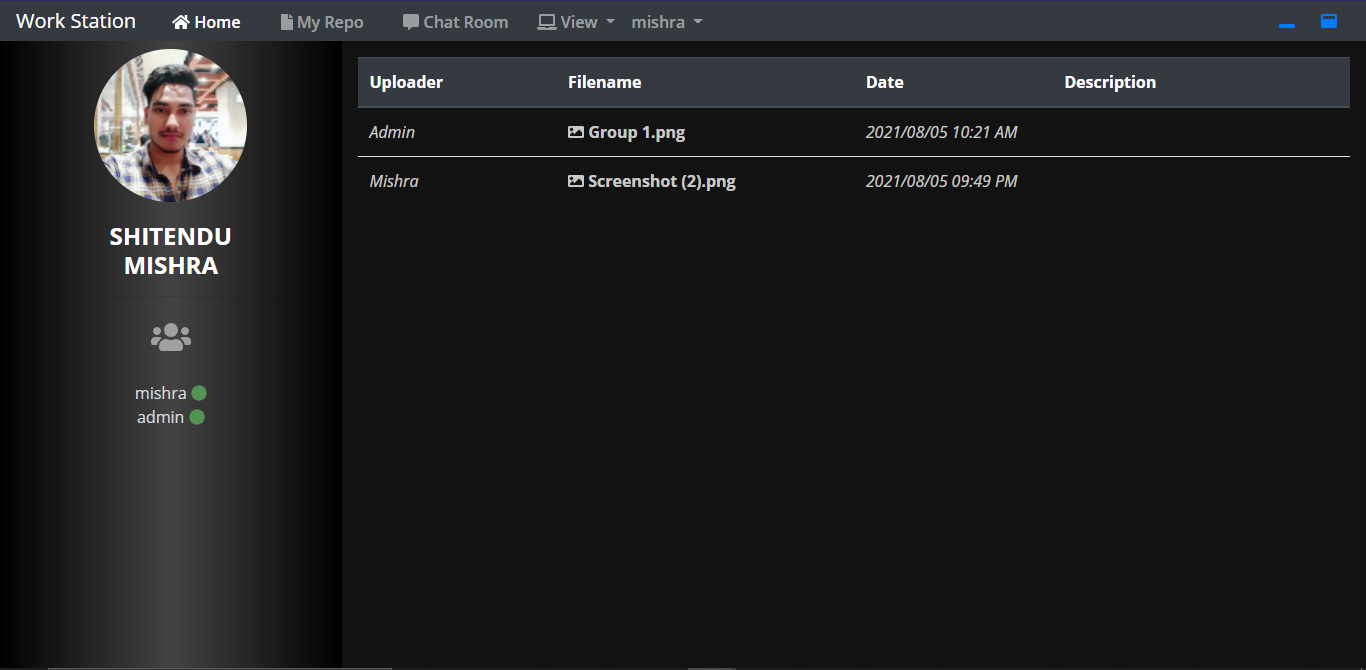 Work Station Home My Repo Chat Room View mishra
SHITENDU
MISHRA
mishra
admin
Uploader Filename Date Description
Admin Group 1.png 2021/08/05 10:21 AM
Mishra Screenshot (2).png 2021/08/05 09:49 PM